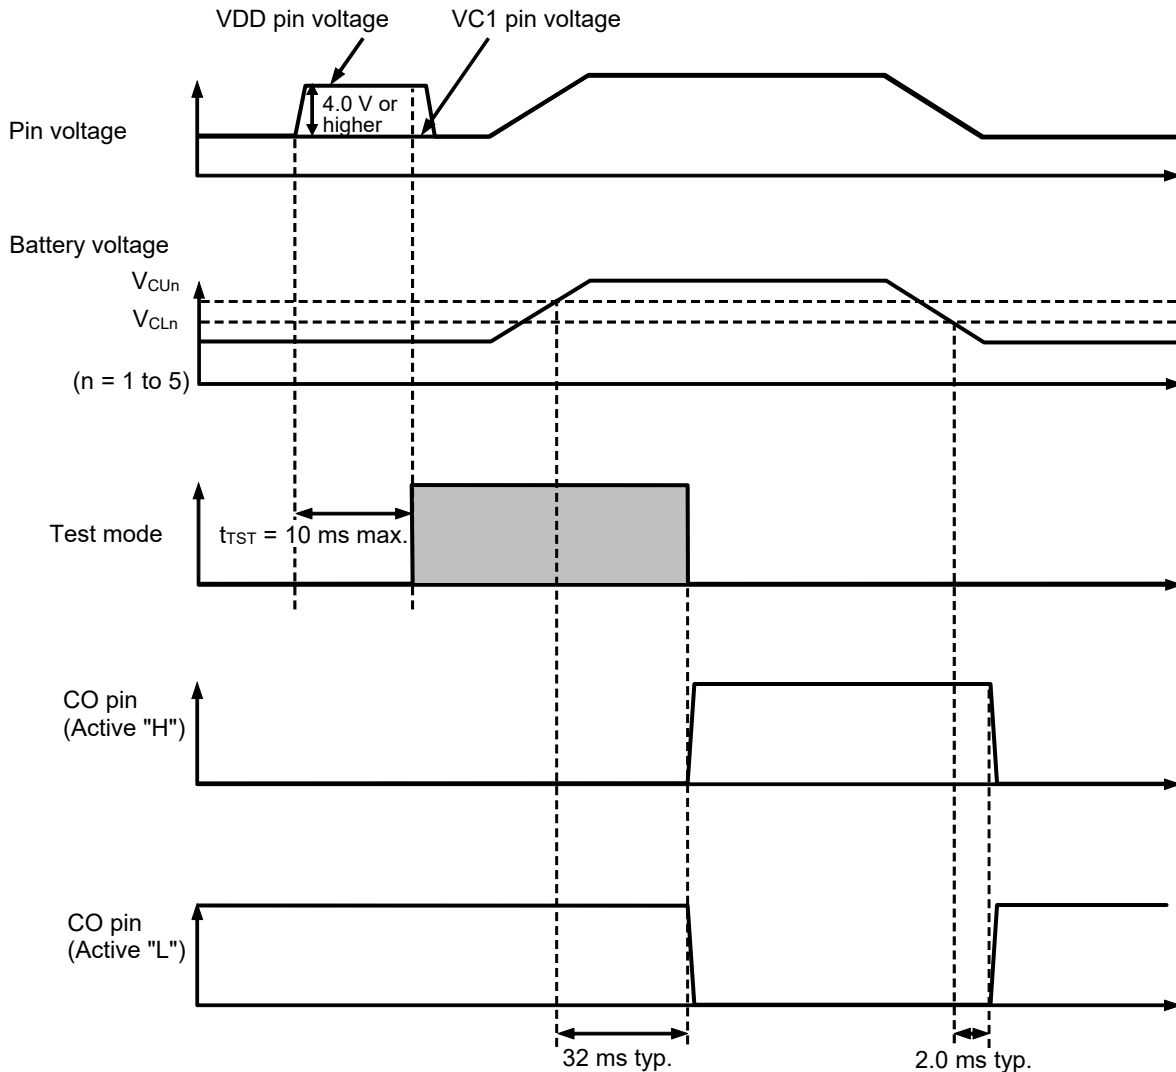 VDD pin voltage
VC1 pin voltage
4.0 V or
higher
Pin voltage
Battery voltage
VCUn
VCLn
(n = 1 to 5)
Test mode
tTST = 10 ms max.
CO pin
(Active "H")
CO pin
(Active "L")
32 ms typ.
2.0 ms typ.